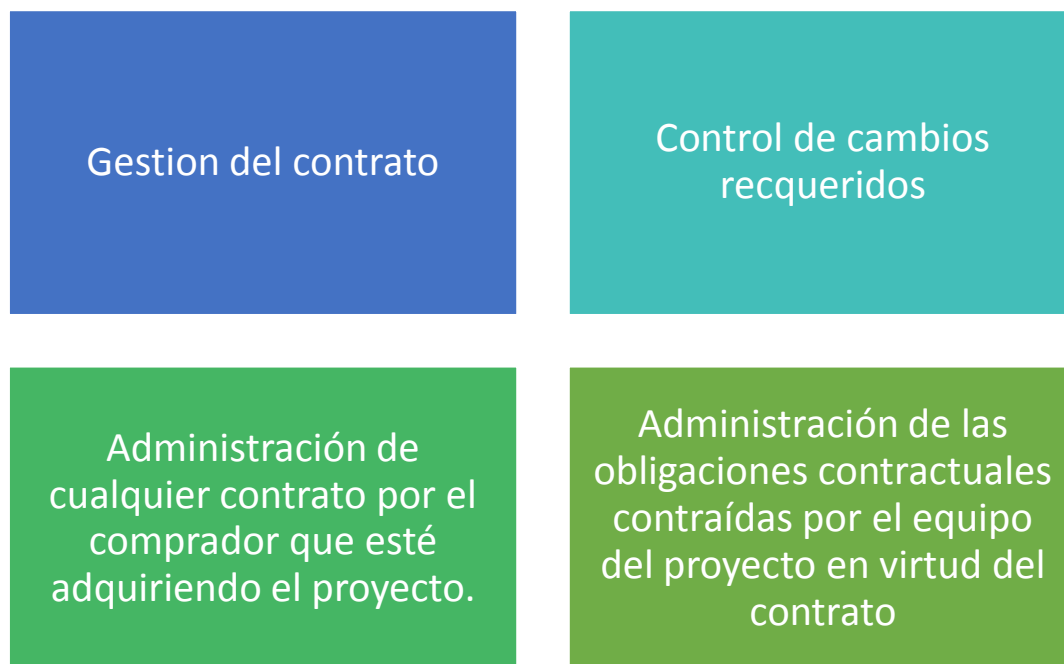 Gestion del contrato
Control de cambios
recqueridos
Administración de
cualquier contrato por el
comprador que esté
adquiriendo el proyecto.
Administración de las
obligaciones contractuales
contraídas por el equipo
del proyecto en virtud del
contrato